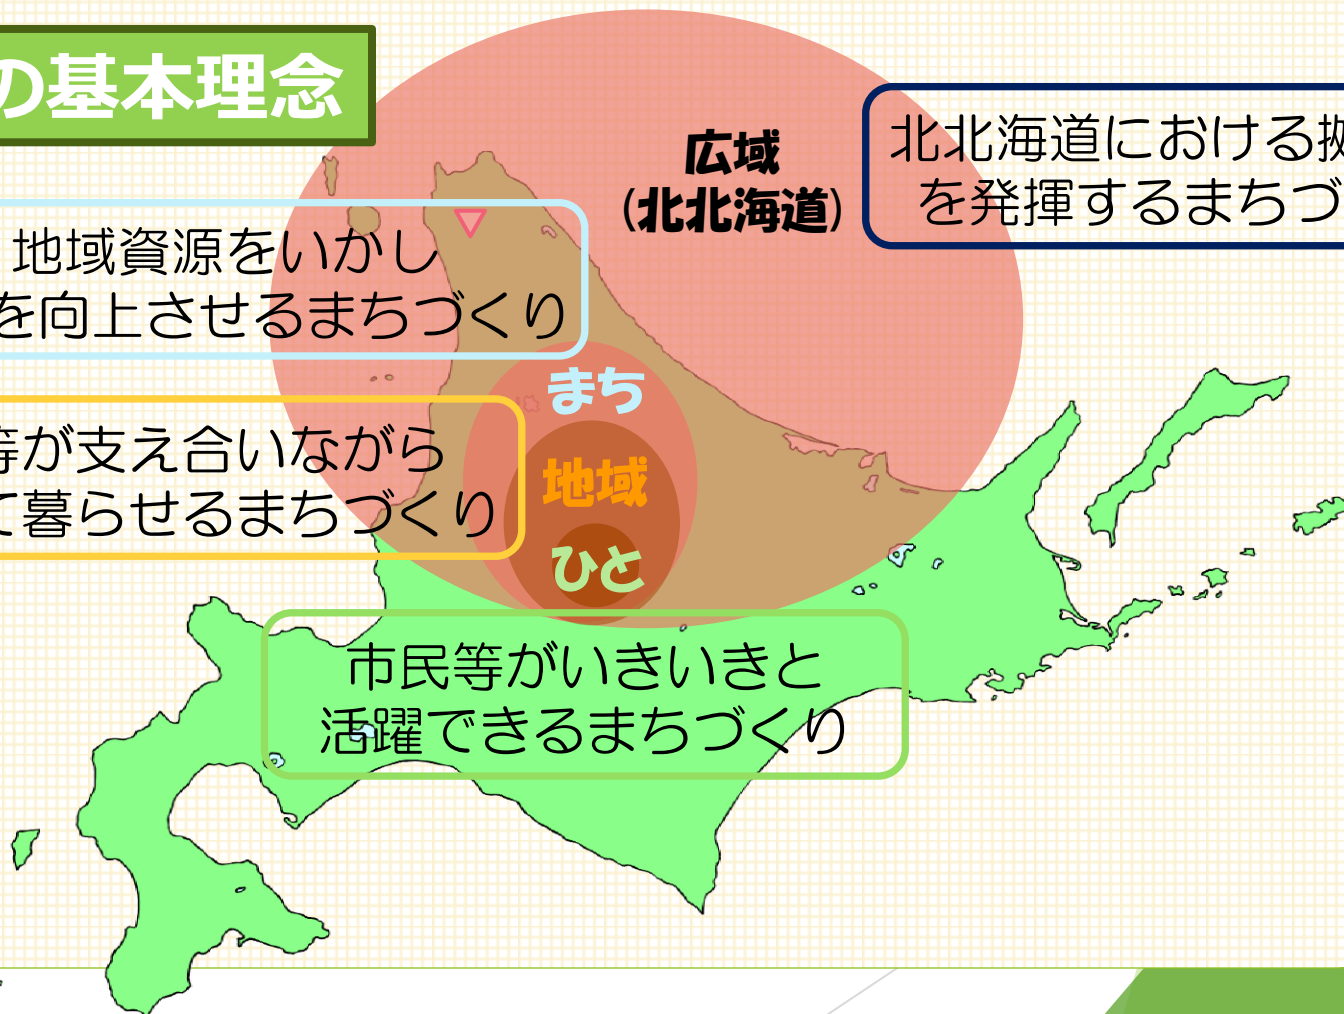 の基本理念
広域
(北北海道)
北北海道における拠
を発揮するまちづ
地域資源をいかし
を向上させるまちづくり
まち
等が支え合いながら
て暮らせるまちづくり
地域
ひと
市民等がいきいきと
活躍できるまちづくり